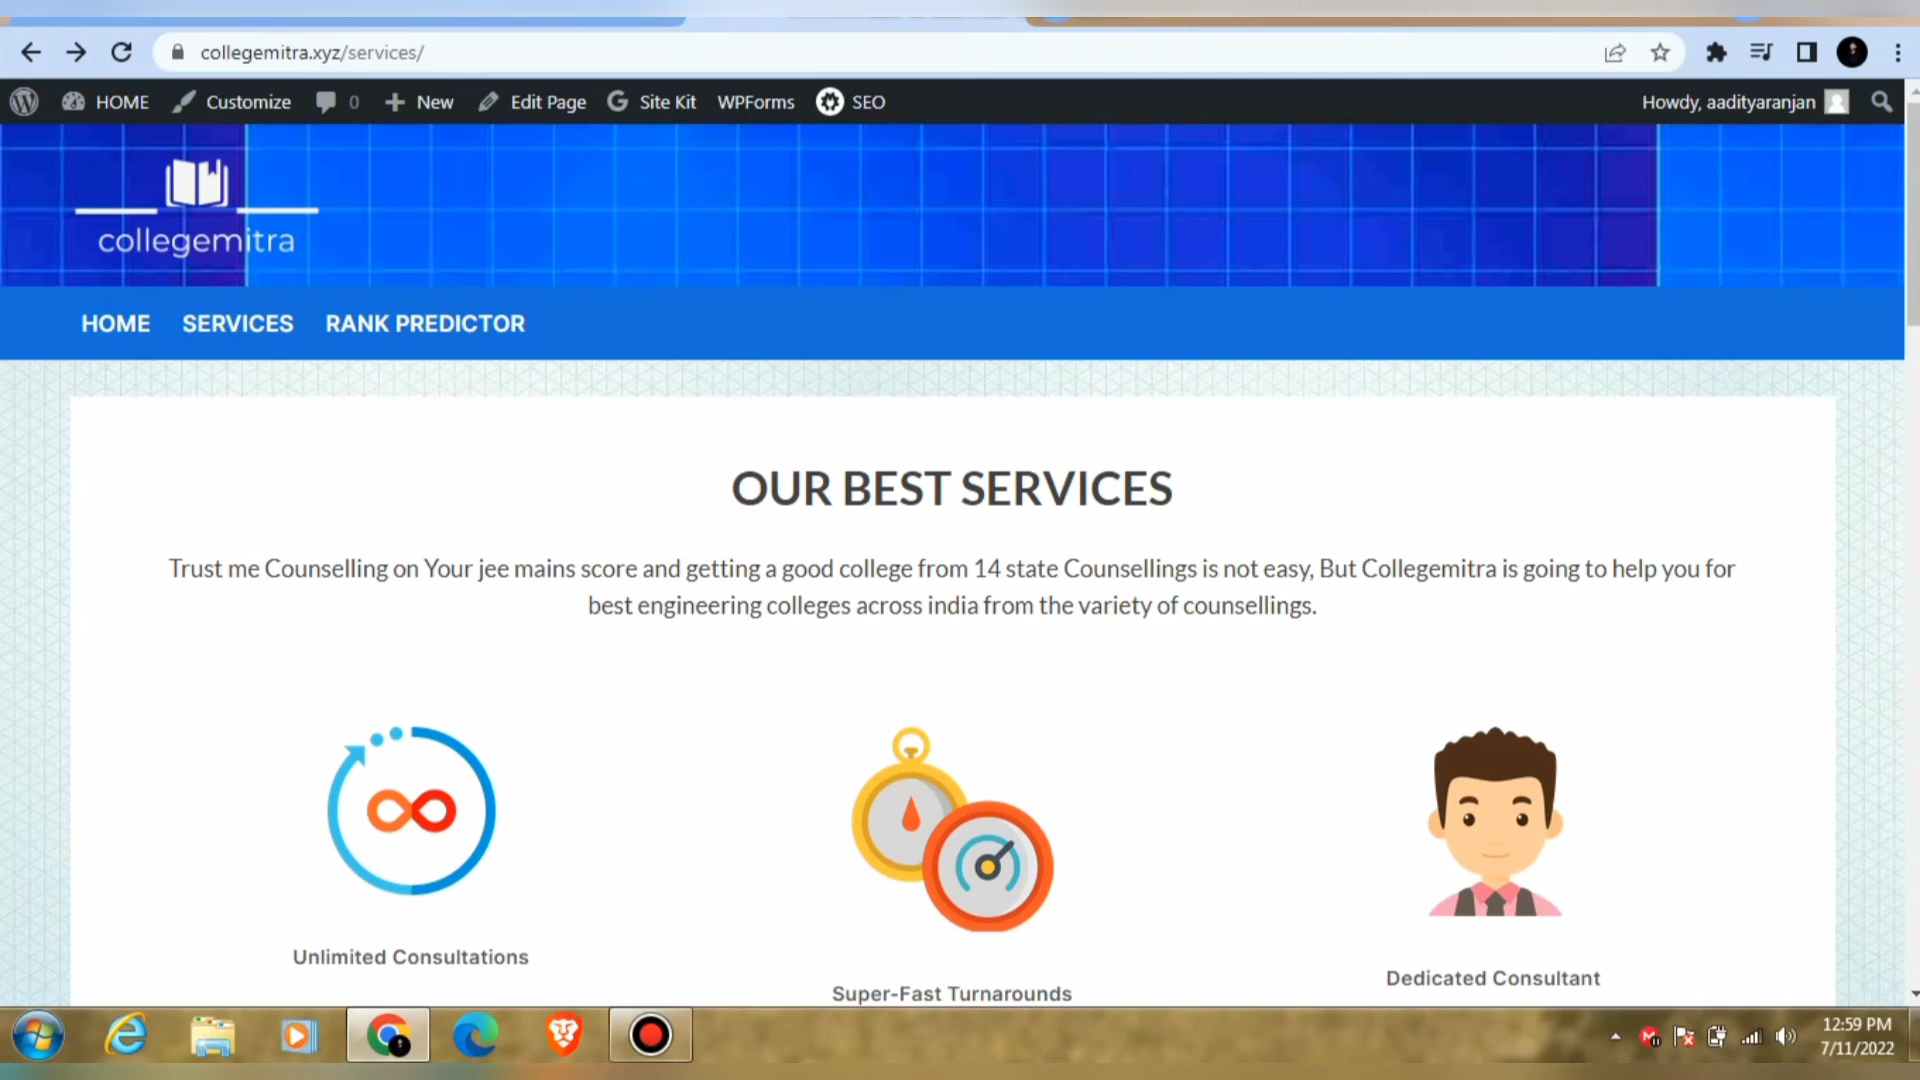 collegemitra.xyz/services/
HOME Customize 0 New Edit Page Site Kit WPForms SEO Howdy, aadityaranjan
collegemitra
HOME SERVICES RANK PREDICTOR
OUR BEST SERVICES
Trust me Counselling on Your jee mains score and getting a good college from 14 state Counsellings is not easy, But Collegemitra is going to help you for
best engineering colleges across india from the variety of counsellings.
Unlimited Consultations
Super-Fast Turnarounds
Dedicated Consultant
12:59 PM
7/11/2022